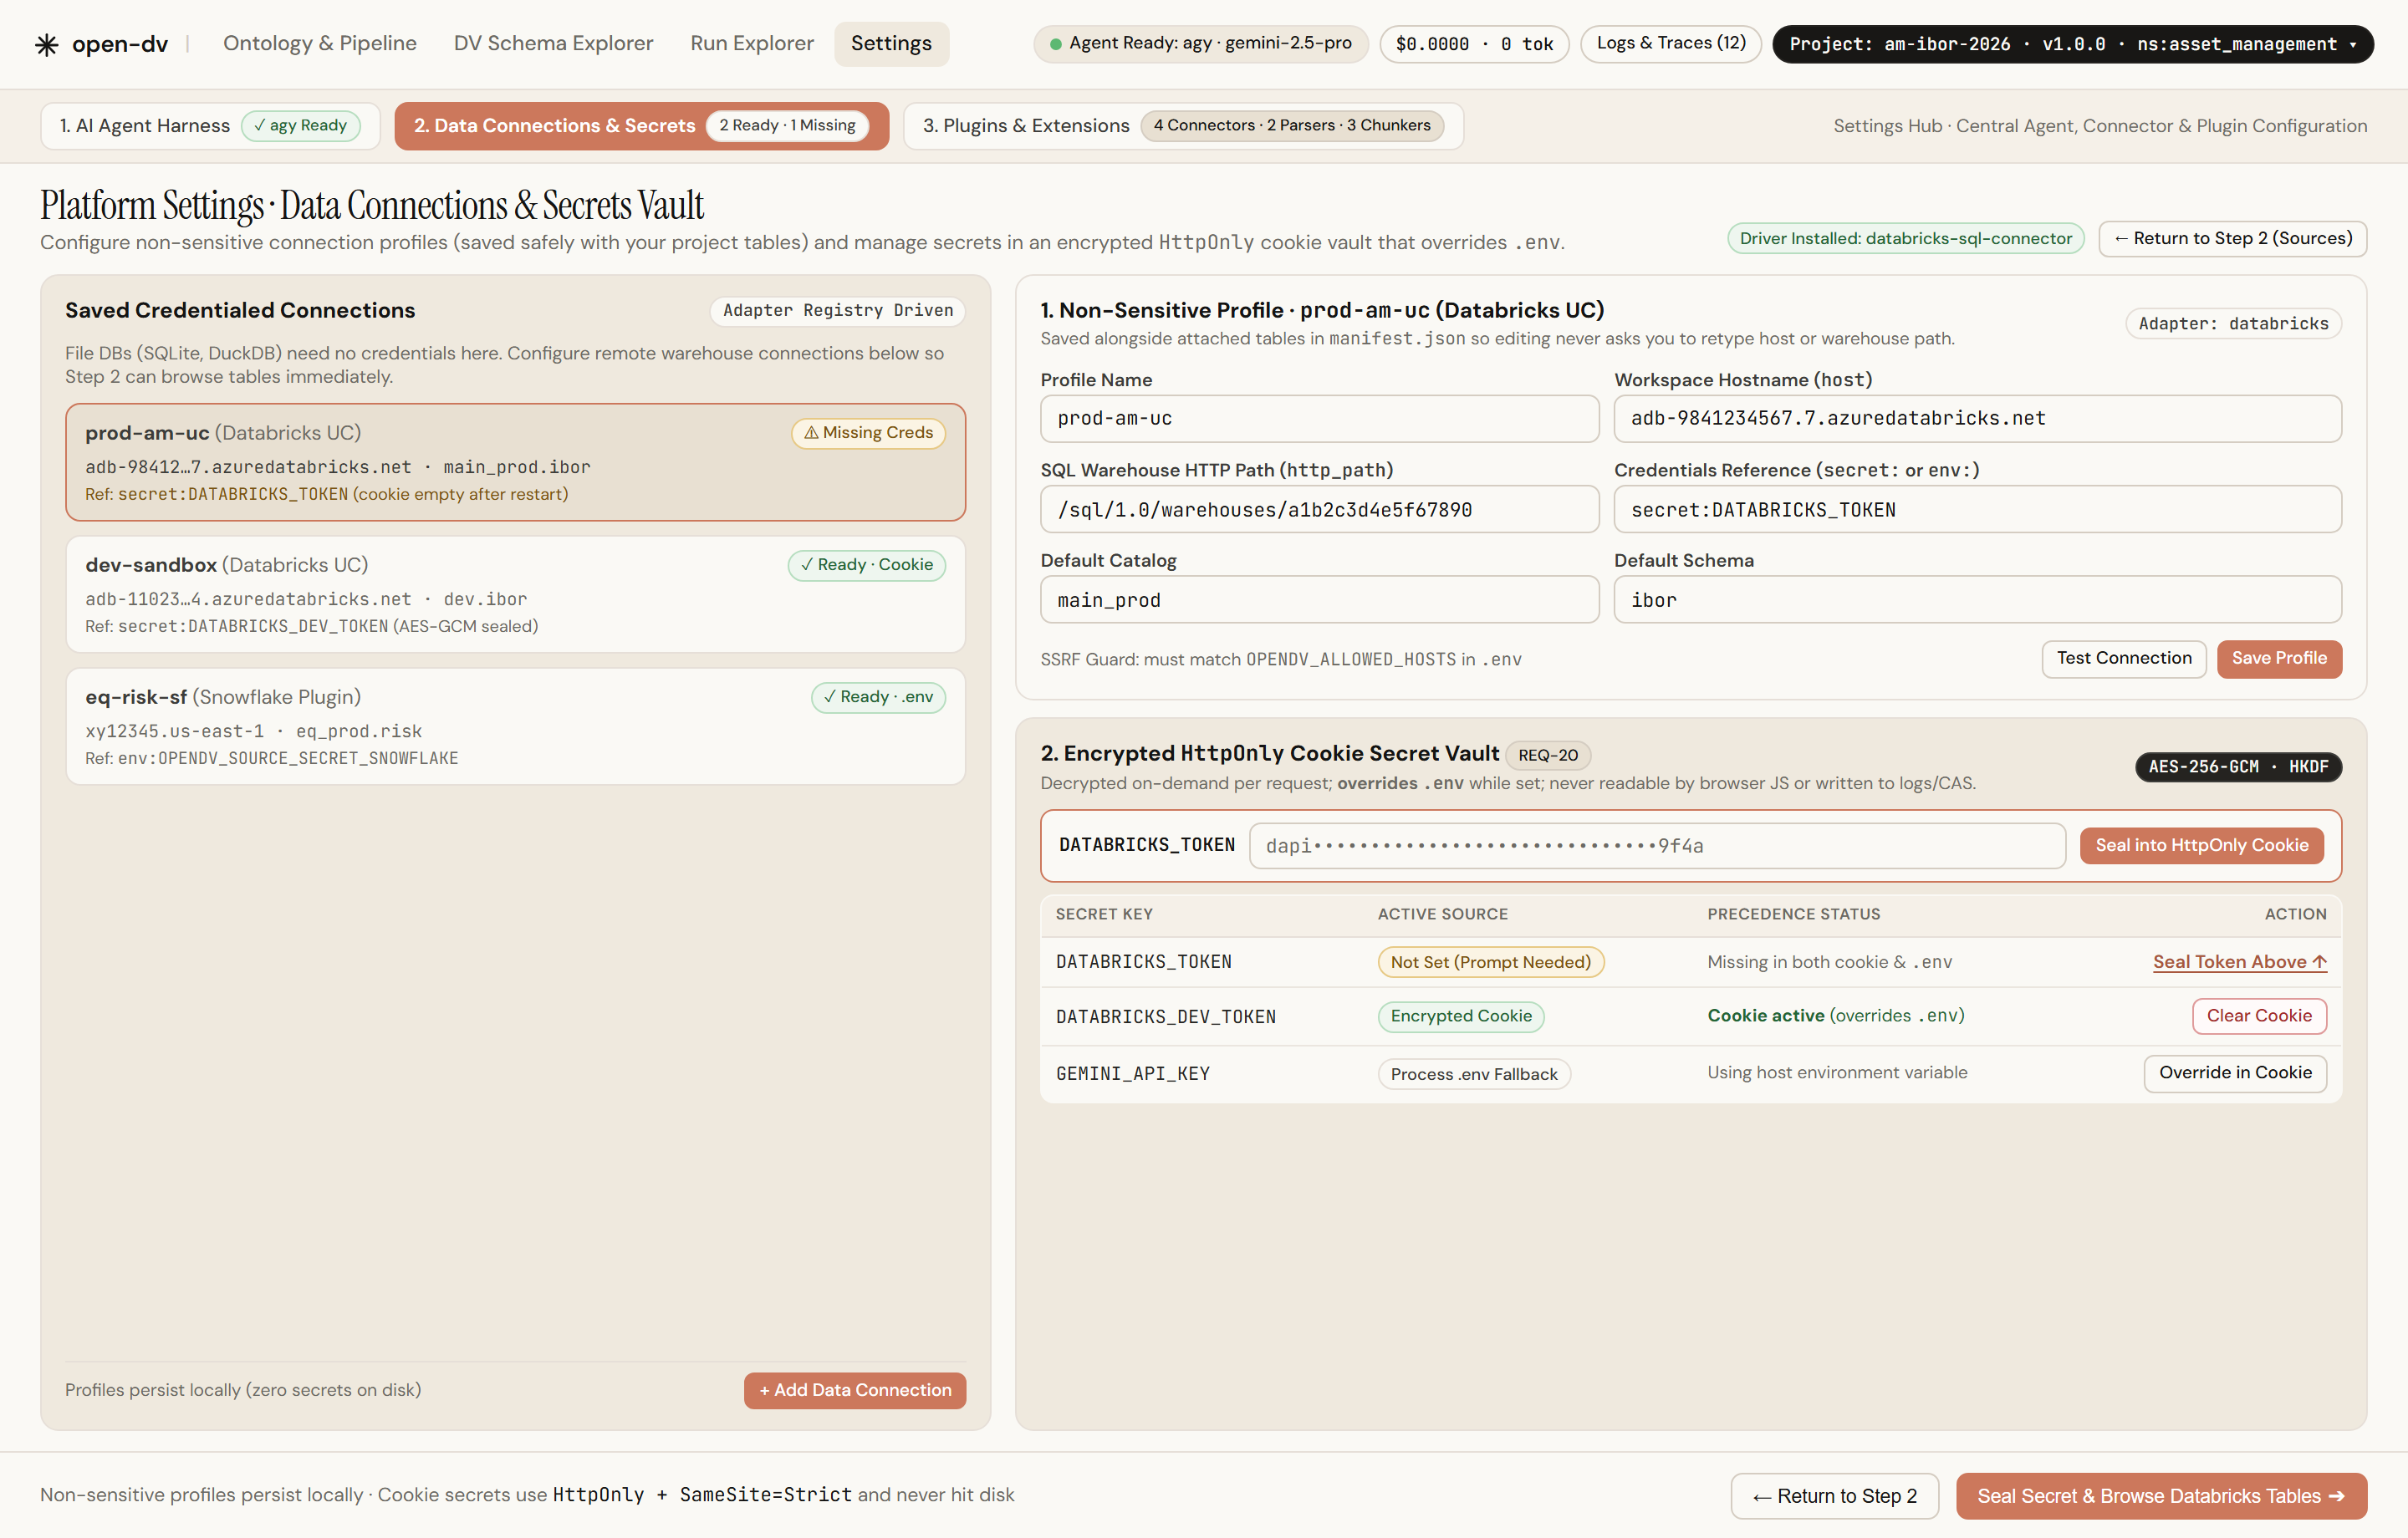 open-dv | Ontology & Pipeline DV Schema Explorer Run Explorer Settings
Agent Ready: agy · gemini-2.5-pro $0.0000 · 0 tok Logs & Traces (12) Project: am-ibor-2026 · v1.0.0 · ns:asset_management ▾
1. AI Agent Harness ✓ agy Ready 2. Data Connections & Secrets 2 Ready · 1 Missing 3. Plugins & Extensions 4 Connectors · 2 Parsers · 3 Chunkers Settings Hub · Central Agent, Connector & Plugin Configuration
Platform Settings · Data Connections & Secrets Vault
Configure non-sensitive connection profiles (saved safely with your project tables) and manage secrets in an encrypted HttpOnly cookie vault that overrides .env.
Driver Installed: databricks-sql-connector ← Return to Step 2 (Sources)
Saved Credentialed Connections Adapter Registry Driven
File DBs (SQLite, DuckDB) need no credentials here. Configure remote warehouse connections below so
Step 2 can browse tables immediately.
prod-am-uc (Databricks UC) ⚠ Missing Creds
adb-98412…7.azuredatabricks.net · main_prod.ibor
Ref: secret:DATABRICKS_TOKEN (cookie empty after restart)
dev-sandbox (Databricks UC) ✓ Ready · Cookie
adb-11023…4.azuredatabricks.net · dev.ibor
Ref: secret:DATABRICKS_DEV_TOKEN (AES-GCM sealed)
eq-risk-sf (Snowflake Plugin) ✓ Ready · .env
xy12345.us-east-1 · eq_prod.risk
Ref: env:OPENDV_SOURCE_SECRET_SNOWFLAKE
Profiles persist locally (zero secrets on disk) + Add Data Connection
1. Non-Sensitive Profile · prod-am-uc (Databricks UC)
Saved alongside attached tables in manifest.json so editing never asks you to retype host or warehouse path.
Adapter: databricks
Profile Name Workspace Hostname (host)
prod-am-uc adb-9841234567.7.azuredatabricks.net
SQL Warehouse HTTP Path (http_path) Credentials Reference (secret: or env:)
/sql/1.0/warehouses/a1b2c3d4e5f67890 secret:DATABRICKS_TOKEN
Default Catalog Default Schema
main_prod ibor
SSRF Guard: must match OPENDV_ALLOWED_HOSTS in .env Test Connection Save Profile
2. Encrypted HttpOnly Cookie Secret Vault REQ-20
Decrypted on-demand per request; overrides .env while set; never readable by browser JS or written to logs/CAS.
AES-256-GCM · HKDF
DATABRICKS_TOKEN dapi••••••••••••••••••••••••••••••9f4a Seal into HttpOnly Cookie
SECRET KEY ACTIVE SOURCE PRECEDENCE STATUS ACTION
DATABRICKS_TOKEN Not Set (Prompt Needed) Missing in both cookie & .env Seal Token Above ↑
DATABRICKS_DEV_TOKEN Encrypted Cookie Cookie active (overrides .env) Clear Cookie
GEMINI_API_KEY Process .env Fallback Using host environment variable Override in Cookie
Non-sensitive profiles persist locally · Cookie secrets use HttpOnly + SameSite=Strict and never hit disk
← Return to Step 2 Seal Secret & Browse Databricks Tables ➔